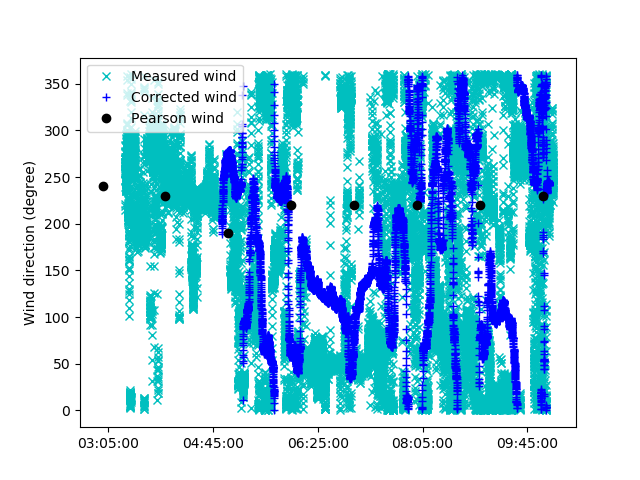 Measured wind
Corrected wind
Pearson wind
Wind direction (degree)
350
300
250
200
150
100
50
0
03:05:00 04:45:00 06:25:00 08:05:00 09:45:00